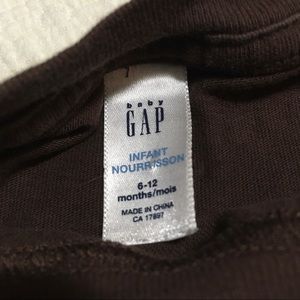 baby
GAP
INFANT
NOURRISSON
6-12
months/mois
MADE IN CHINA
CA 17897